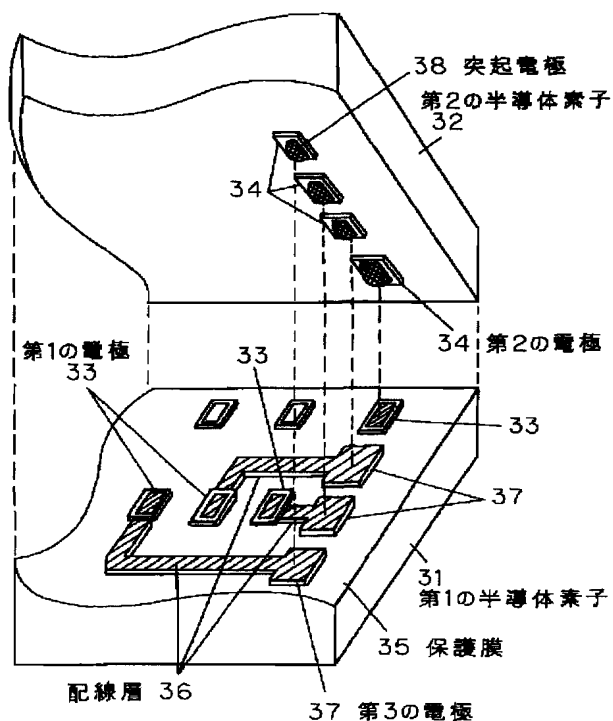 38 突起電極
第2の半導体素子
32
34
34 第2の電極
第1の電極
33
33
33
37
31
第1の半導体素子
35 保護膜
配線層 36
37 第3の電極